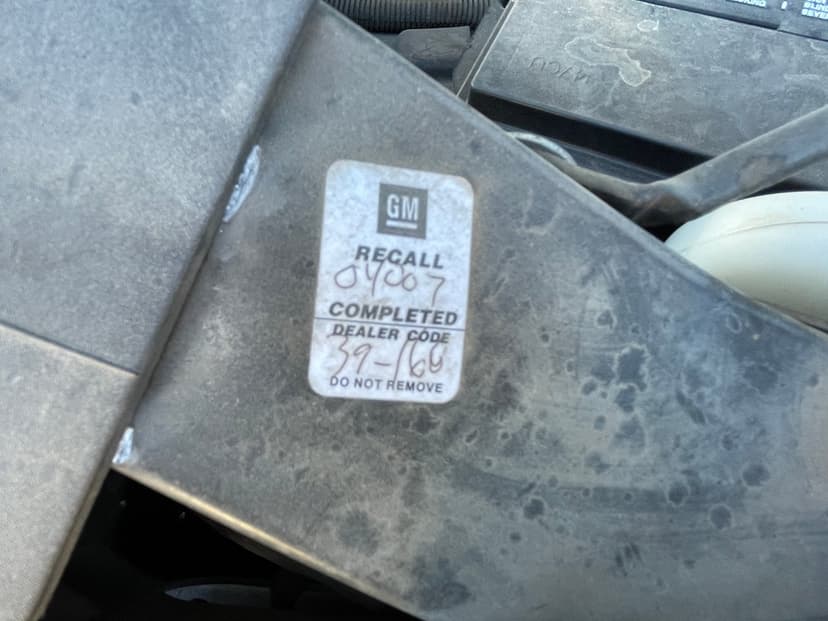 GM
RECALL
04007
COMPLETED
DEALER CODE
39-160
DO NOT REMOVE